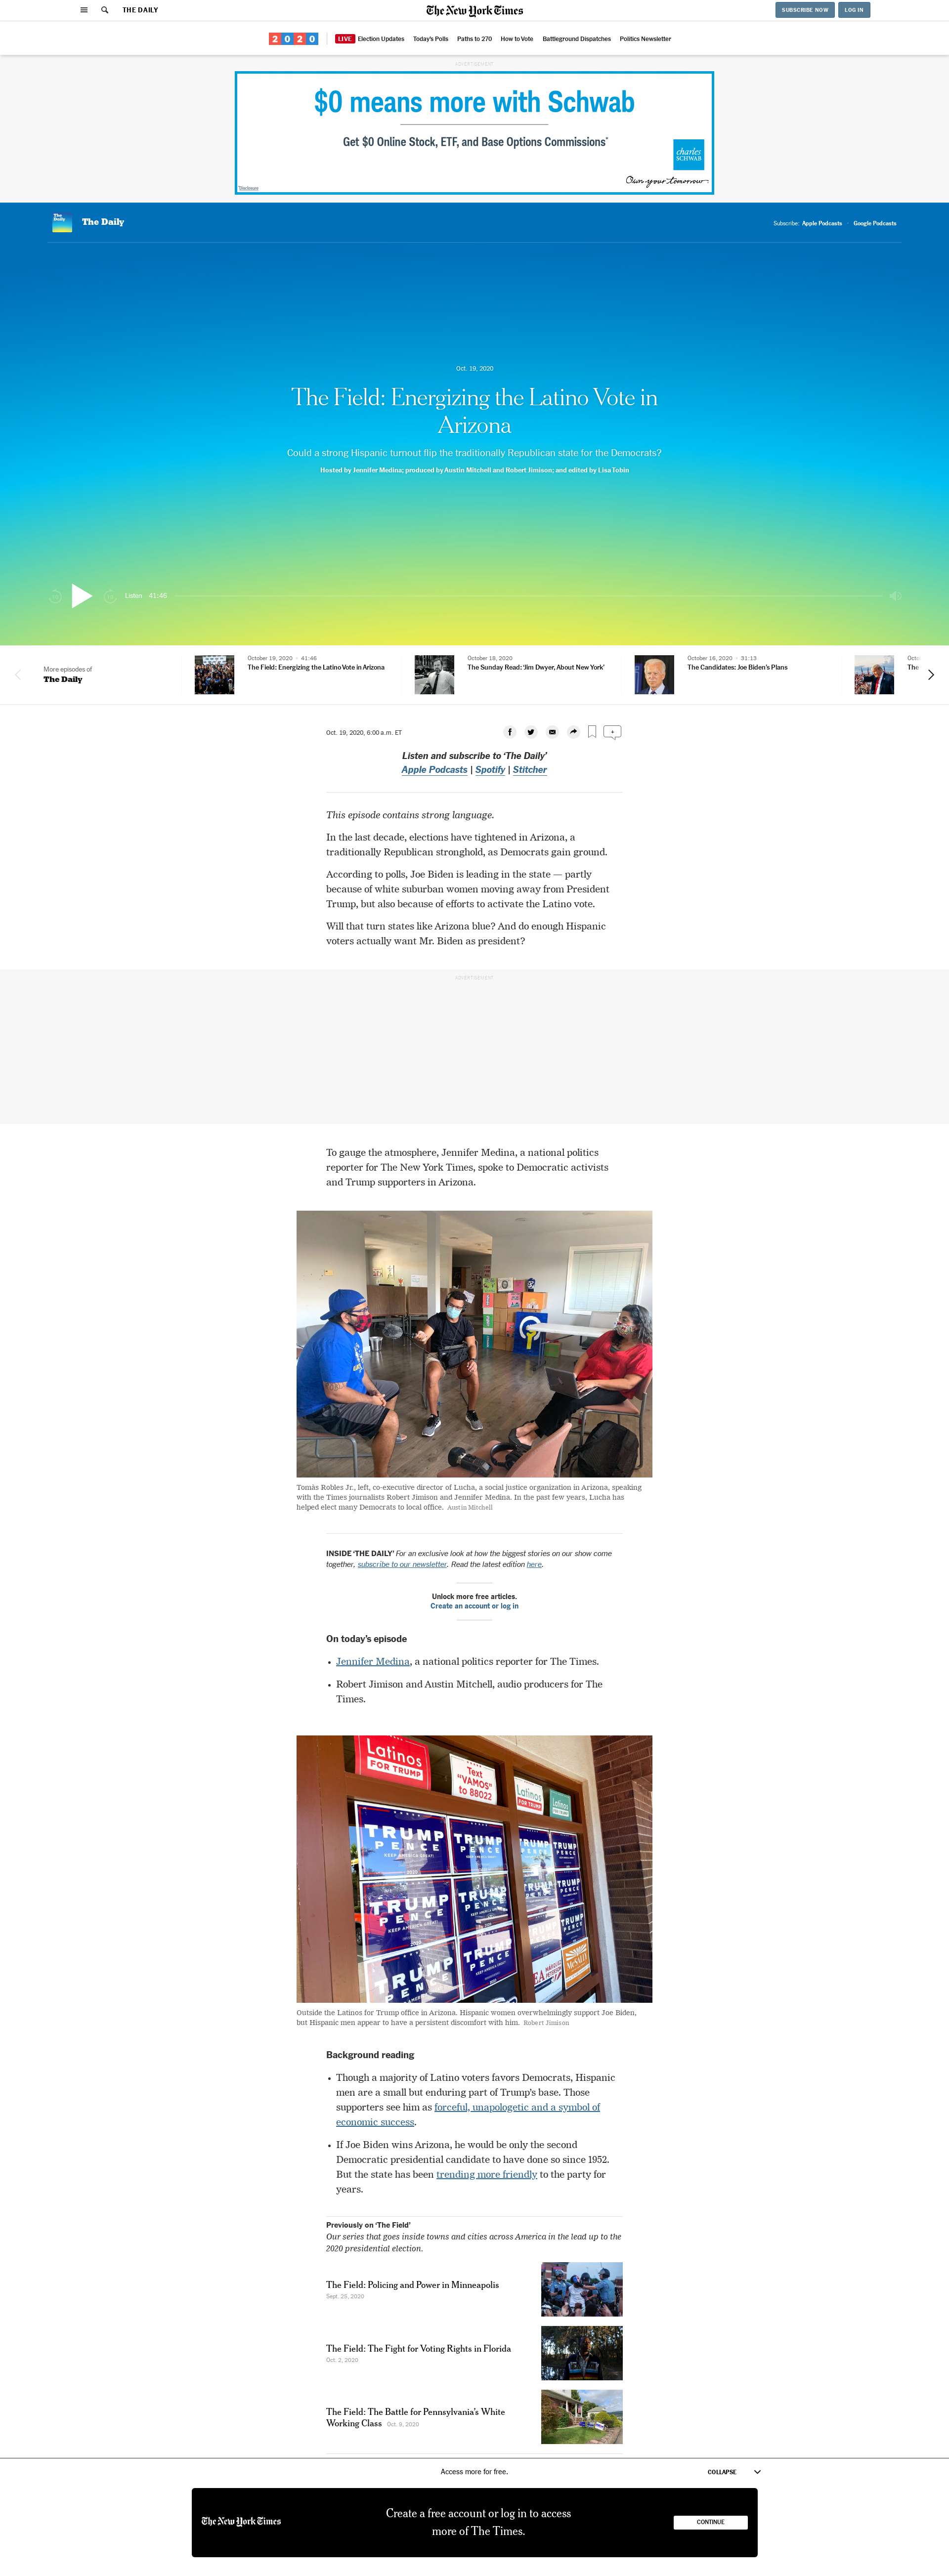 THE DAILY
The New York Times
SUBSCRIBE NOW
LOG IN
2020
LIVE Election Updates Today's Polls Paths to 270 How to Vote Battleground Dispatches Politics Newsletter
ADVERTISEMENT
$0 means more with Schwab
Get $0 Online Stock, ETF, and Base Options Commissions*
charles
SCHWAB
Own your tomorrow.
*Disclosure
The Daily
The Daily
Subscribe: Apple Podcasts Google Podcasts
Oct. 19, 2020
The Field: Energizing the Latino Vote in
Arizona
Could a strong Hispanic turnout flip the traditionally Republican state for the Democrats?
Hosted by Jennifer Medina; produced by Austin Mitchell and Robert Jimison; and edited by Lisa Tobin
Listen 41:46
More episodes of
The Daily
October 19, 2020 · 41:46
The Field: Energizing the Latino Vote in Arizona
October 18, 2020
The Sunday Read: ‘Jim Dwyer, About New York’
October 16, 2020 · 31:13
The Candidates: Joe Biden’s Plans
Octo
The
Oct. 19, 2020, 6:00 a.m. ET
Listen and subscribe to ‘The Daily’
Apple Podcasts | Spotify | Stitcher
This episode contains strong language.
In the last decade, elections have tightened in Arizona, a
traditionally Republican stronghold, as Democrats gain ground.
According to polls, Joe Biden is leading in the state — partly
because of white suburban women moving away from President
Trump, but also because of efforts to activate the Latino vote.
Will that turn states like Arizona blue? And do enough Hispanic
voters actually want Mr. Biden as president?
ADVERTISEMENT
To gauge the atmosphere, Jennifer Medina, a national politics
reporter for The New York Times, spoke to Democratic activists
and Trump supporters in Arizona.
Tomás Robles Jr., left, co-executive director of Lucha, a social justice organization in Arizona, speaking
with the Times journalists Robert Jimison and Jennifer Medina. In the past few years, Lucha has
helped elect many Democrats to local office. Austin Mitchell
INSIDE ‘THE DAILY’ For an exclusive look at how the biggest stories on our show come
together, subscribe to our newsletter. Read the latest edition here.
Unlock more free articles.
Create an account or log in
On today’s episode
• Jennifer Medina, a national politics reporter for The Times.
• Robert Jimison and Austin Mitchell, audio producers for The
Times.
LATINOS
FOR TRUMP
Text
"VAMOS"
to 88022
LATINOS
FOR TRUMP
Latinos
TRUMP
PENCE
KEEP AMERICA GREAT!
2020
TRUMP
PENCE
TRUMP
PENCE
TRUMP
PENCE
TRUMP
PENCE
TRUMP
PENCE
TRUMP
PENCE
TRUMP
McSALLY
Outside the Latinos for Trump office in Arizona. Hispanic women overwhelmingly support Joe Biden,
but Hispanic men appear to have a persistent discomfort with him. Robert Jimison
Background reading
• Though a majority of Latino voters favors Democrats, Hispanic
men are a small but enduring part of Trump’s base. Those
supporters see him as forceful, unapologetic and a symbol of
economic success.
• If Joe Biden wins Arizona, he would be only the second
Democratic presidential candidate to have done so since 1952.
But the state has been trending more friendly to the party for
years.
Previously on ‘The Field’
Our series that goes inside towns and cities across America in the lead up to the
2020 presidential election.
The Field: Policing and Power in Minneapolis
Sept. 25, 2020
The Field: The Fight for Voting Rights in Florida
Oct. 2, 2020
The Field: The Battle for Pennsylvania’s White
Working Class Oct. 9, 2020
Access more for free.
COLLAPSE
The New York Times
Create a free account or log in to access
more of The Times.
CONTINUE